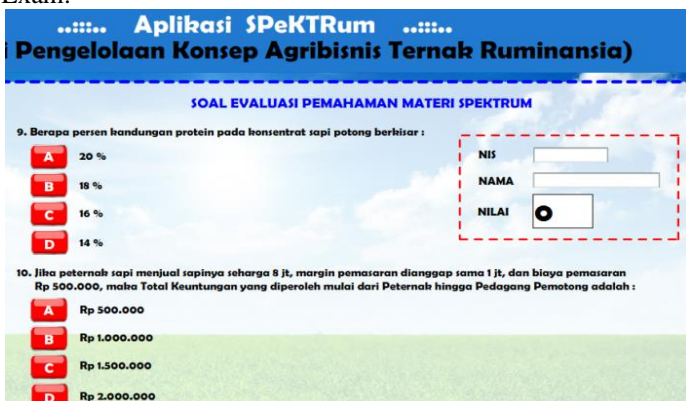 Exam:
..:::.. Aplikasi SPeKTRum ..:::..
i Pengelolaan Konsep Agribisnis Ternak Ruminansia)
SOAL EVALUASI PEMAHAMAN MATERI SPEKTRUM
9. Berapa persen kandungan protein pada konsentrat sapi potong berkisar :
A 20 %
B 18 %
C 16 %
D 14 %
NIS
NAMA
NILAI 0
10. Jika peternak sapi menjual sapinya seharga 8 jt, margin pemasaran dianggap sama 1 jt, dan biaya pemasaran
Rp 500.000, maka Total Keuntungan yang diperoleh mulai dari Peternak hingga Pedagang Pemotong adalah :
A Rp 500.000
B Rp 1.000.000
C Rp 1.500.000
D Rp 2.000.000